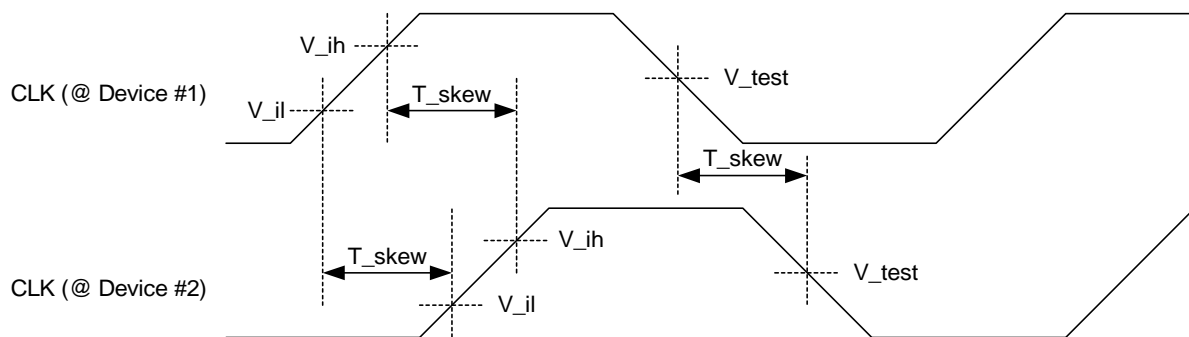 V_ih
CLK (@ Device #1)
V_il
T_skew
V_test
T_skew
T_skew
V_ih
V_test
CLK (@ Device #2)
V_il